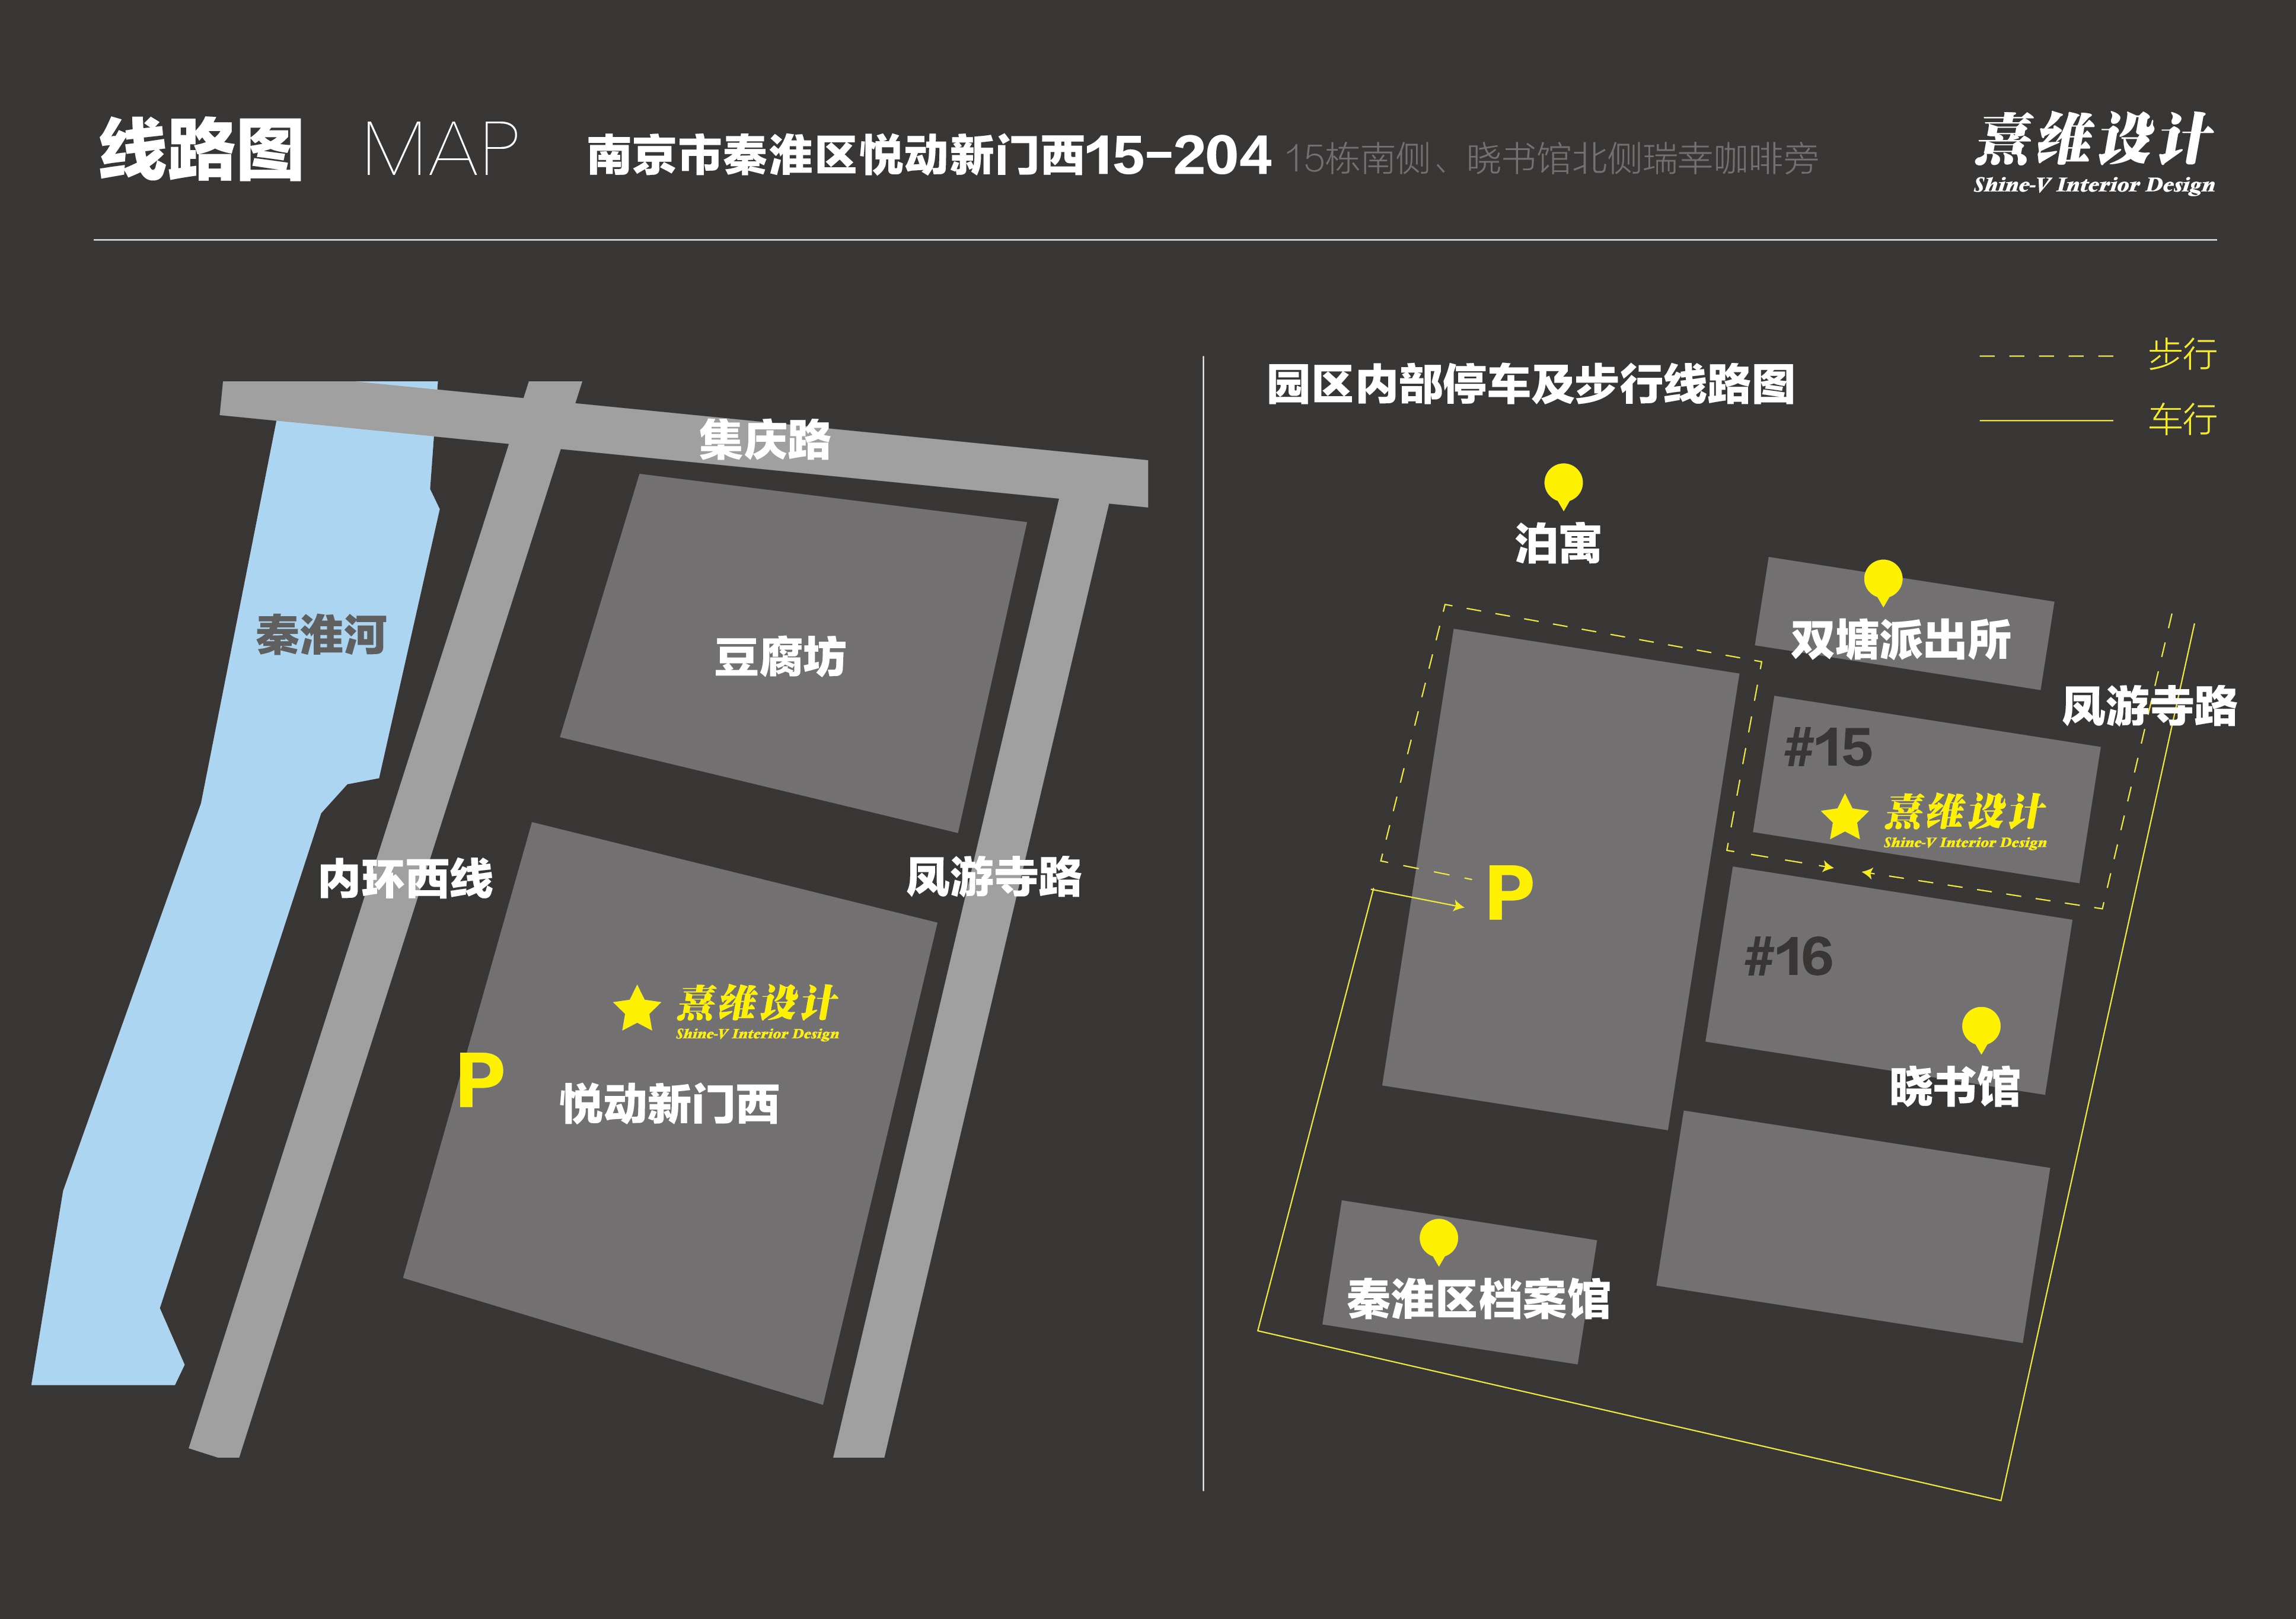 线路图 MAP 南京市秦淮区悦动新门西15-204 15栋南侧、晓书馆北侧瑞幸咖啡旁
熹维设计
Shine-V Interior Design
集庆路
秦淮河
豆腐坊
内环西线
凤游寺路
熹维设计
Shine-V Interior Design
P
悦动新门西
园区内部停车及步行线路图
步行
车行
泊寓
双塘派出所
凤游寺路
#15
熹维设计
Shine-V Interior Design
P
#16
晓书馆
秦淮区档案馆